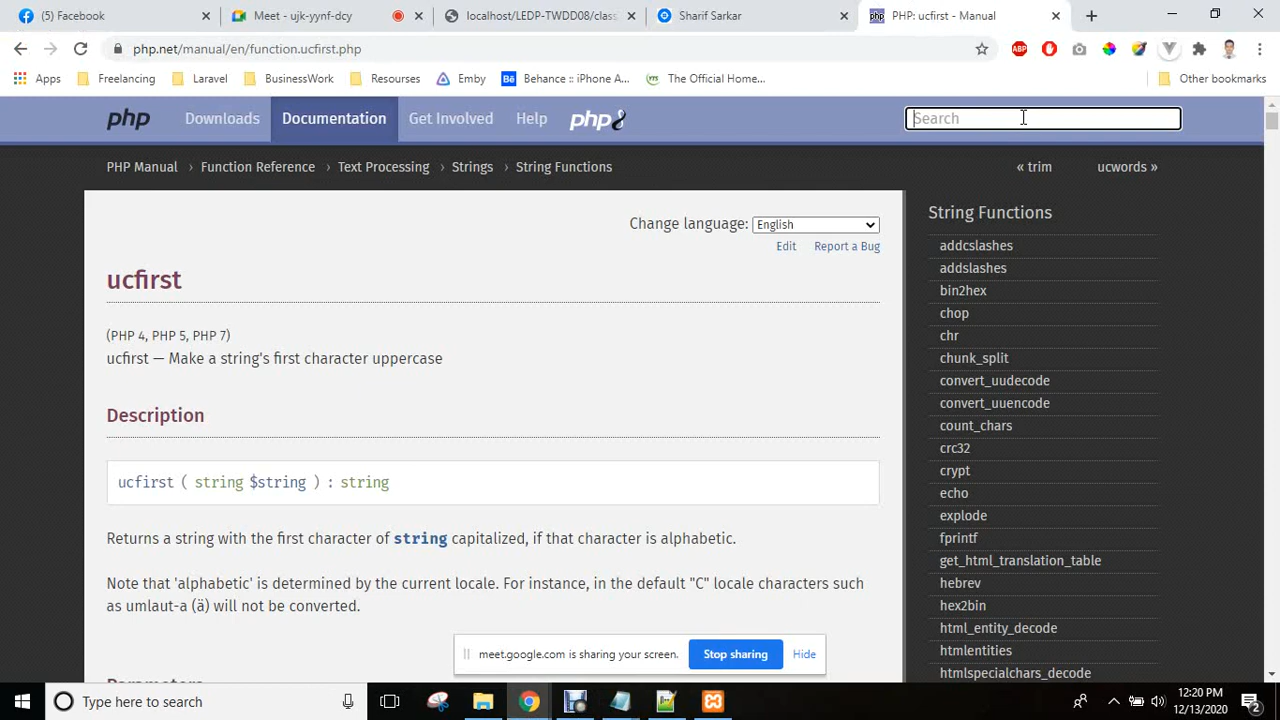 (5) Facebook
Meet - ujk-yynf-dcy
localhost/LEDP-TWDD08/class
Sharif Sarkar
PHP: ucfirst - Manual
php.net/manual/en/function.ucfirst.php
Apps
Freelancing
Laravel
BusinessWork
Resourses
Emby
Behance :: iPhone A...
The Official Home...
Other bookmarks
php
Downloads
Documentation
Get Involved
Help
php8
Search
PHP Manual › Function Reference › Text Processing › Strings › String Functions
« trim
ucwords »
Change language: English
Edit Report a Bug
ucfirst
(PHP 4, PHP 5, PHP 7)
ucfirst — Make a string's first character uppercase
Description
ucfirst ( string $string ) : string
Returns a string with the first character of string capitalized, if that character is alphabetic.
Note that 'alphabetic' is determined by the current locale. For instance, in the default "C" locale characters such
as umlaut-a (ä) will not be converted.
String Functions
addcslashes
addslashes
bin2hex
chop
chr
chunk_split
convert_uudecode
convert_uuencode
count_chars
crc32
crypt
echo
explode
fprintf
get_html_translation_table
hebrev
hex2bin
html_entity_decode
htmlentities
htmlspecialchars_decode
meet.google.com is sharing your screen.
Stop sharing
Hide
Type here to search
12:20 PM
12/13/2020
2